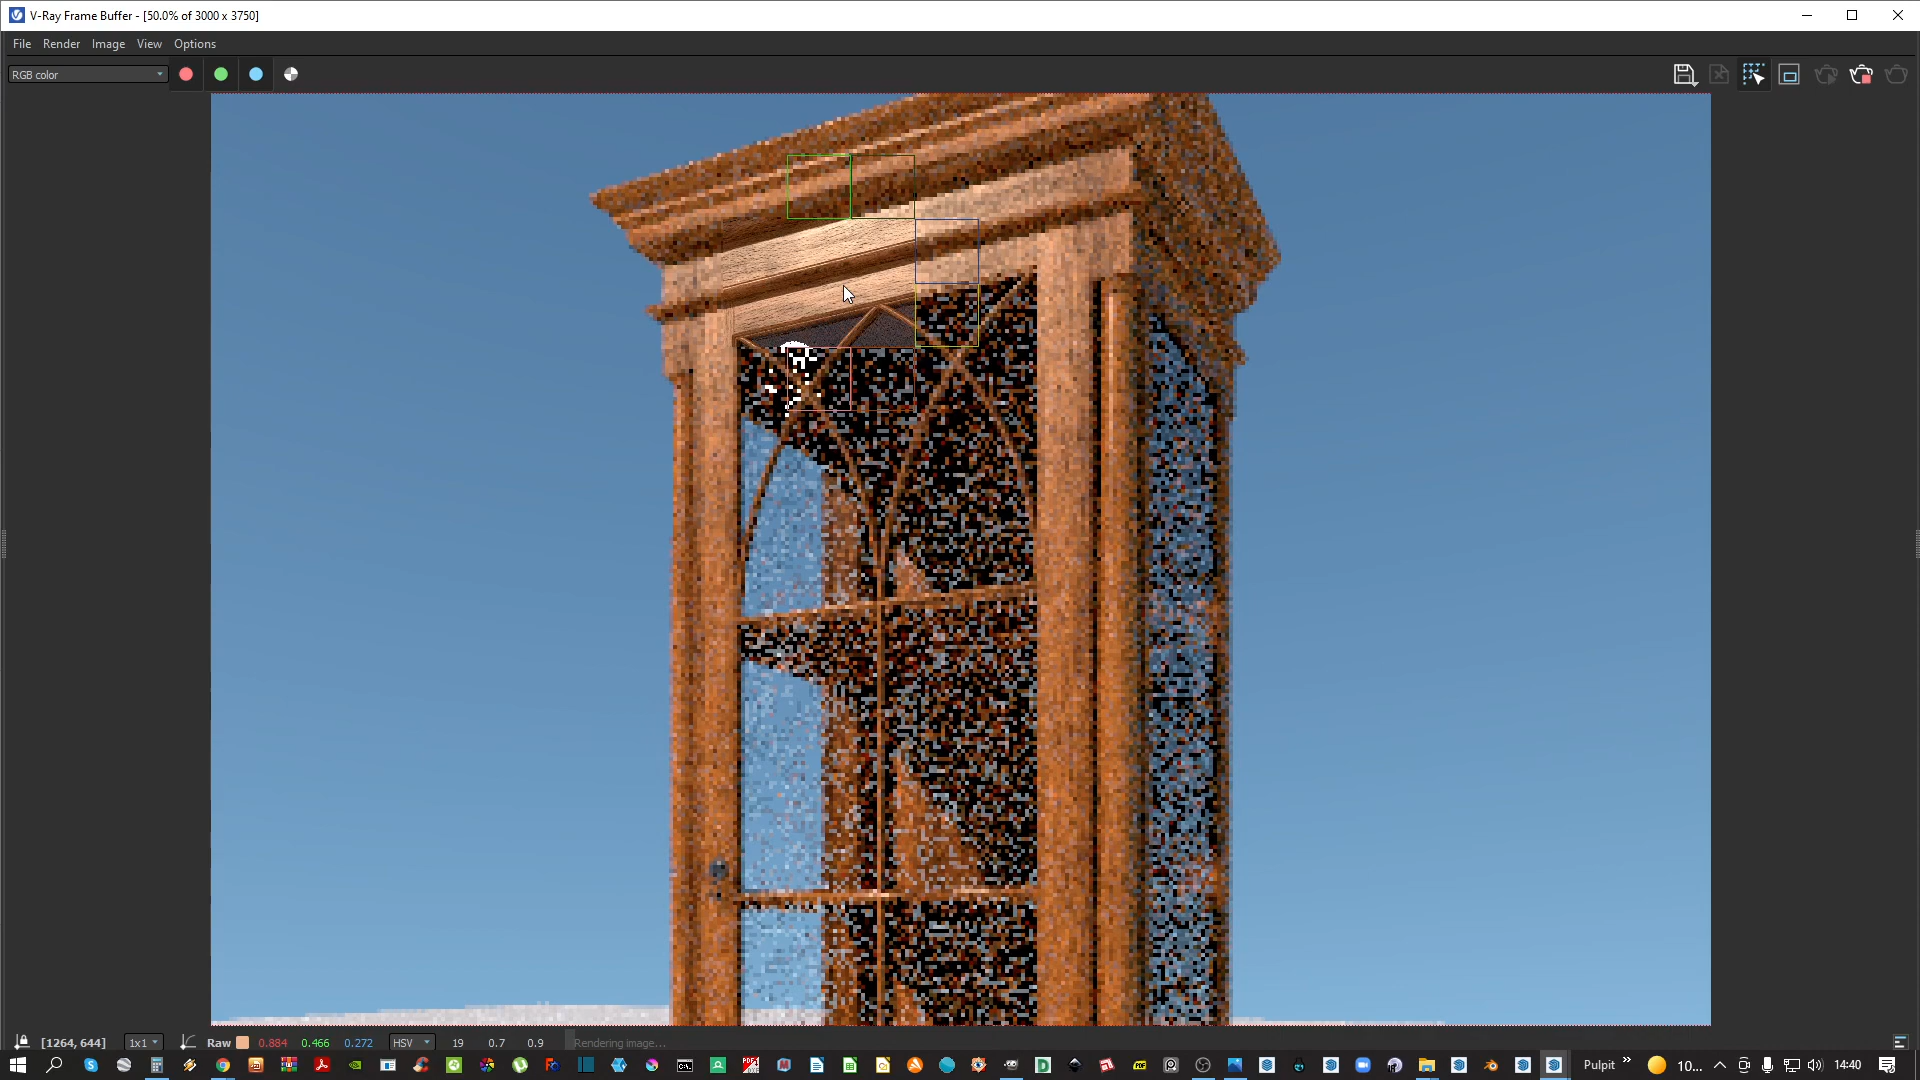 V-Ray Frame Buffer - [50.0% of 3000 x 3750]
File Render Image View Options
RGB color
[1264, 644] 1x1 Raw 0.884 0.466 0.272 HSV 19 0.7 0.9 Rendering image...
Pulpit 10... 14:40